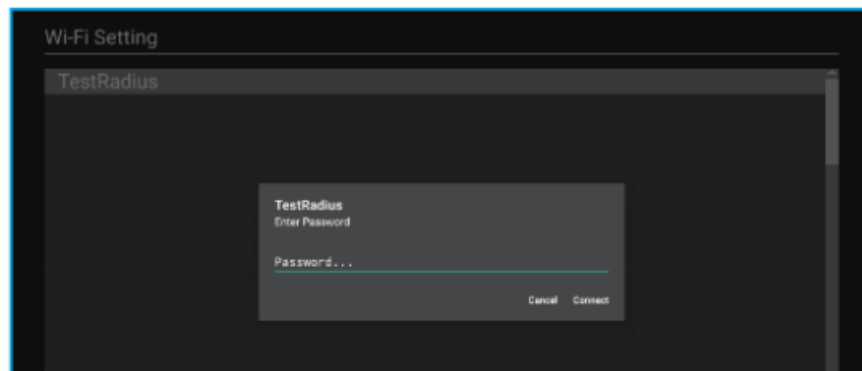 Wi-Fi Setting
TestRadius
TestRadius
Enter Password
Password...
Cancel Connect